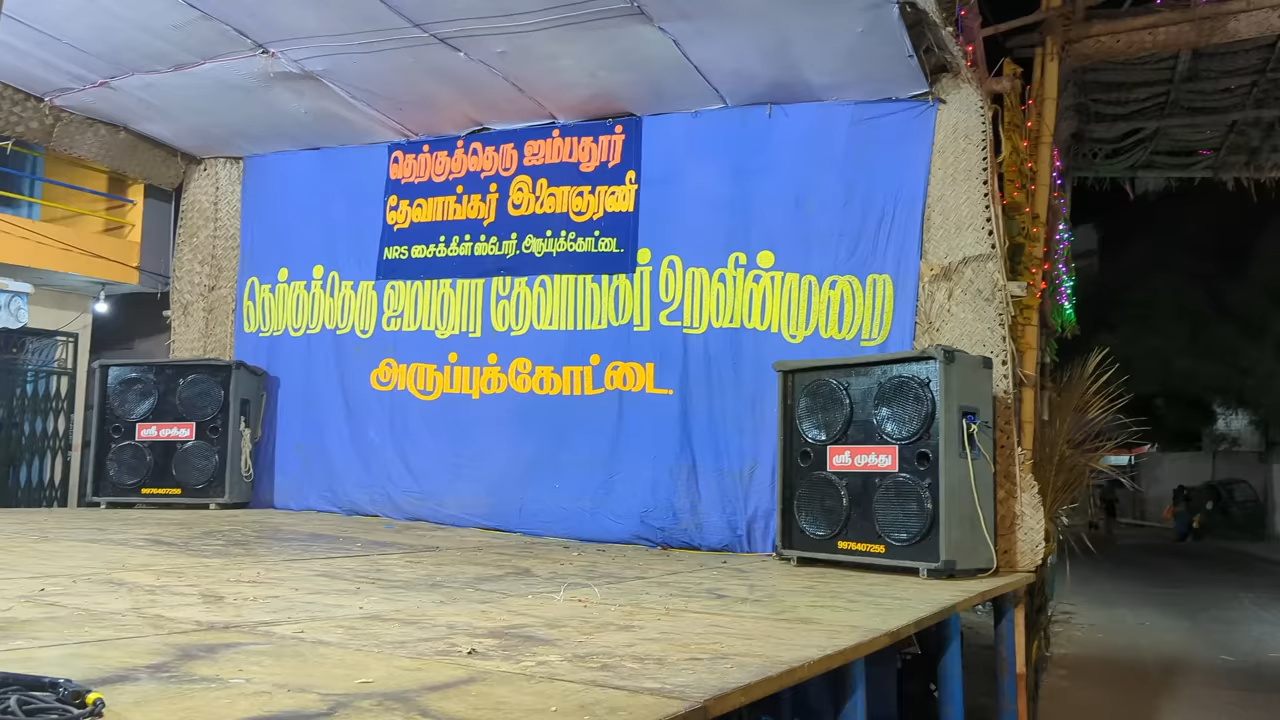 தெற்குத்தெரு ஐம்பதூர்
தேவாங்கர் இளைஞரணி
NRS சைக்கிள் ஸ்டோர், அருப்புக்கோட்டை.
தெற்குத்தெரு ஐம்பதூர் தேவாங்கர் உறவின்முறை
அருப்புக்கோட்டை.
ஸ்ரீ முத்து
9976407255
ஸ்ரீ முத்து
9976407255